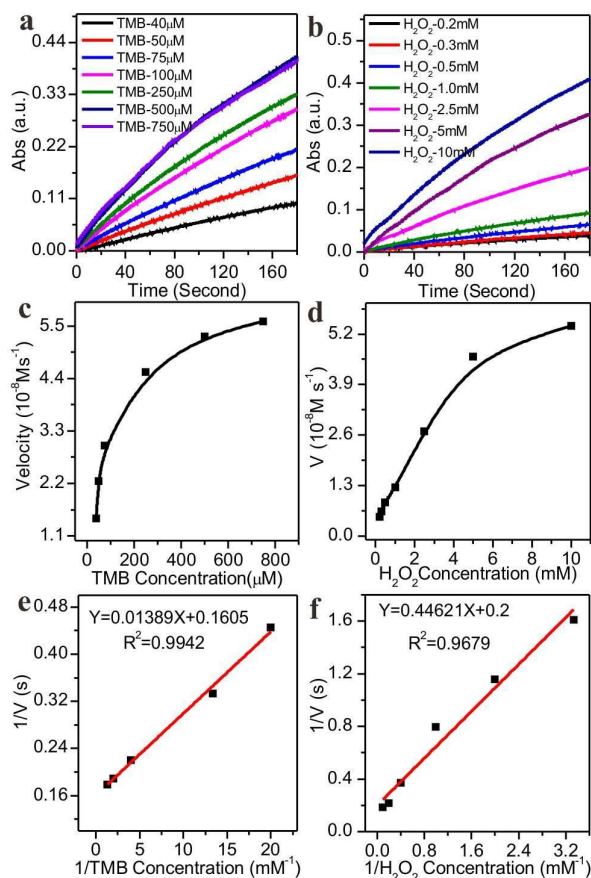 a
TMB-40μM
TMB-50μM
TMB-75μM
TMB-100μM
TMB-250μM
TMB-500μM
TMB-750μM
0.44
0.33
0.22
0.11
0.00
Abs (a.u.)
0 40 80 120 160
Time (Second)
b
H₂O₂-0.2mM
H₂O₂-0.3mM
H₂O₂-0.5mM
H₂O₂-1.0mM
H₂O₂-2.5mM
H₂O₂-5mM
H₂O₂-10mM
0.5
0.4
0.3
0.2
0.1
0.0
Abs (a.u.)
0 40 80 120 160
Time (Second)
c
5.5
4.4
3.3
2.2
1.1
Velocity (10⁻⁸Ms⁻¹)
0 200 400 600 800
TMB Concentration(μM)
d
5.2
3.9
2.6
1.3
0.0
V (10⁻⁸M s⁻¹)
0 2 4 6 8 10
H₂O₂Concentration (mM)
e
Y=0.01389X+0.1605
R²=0.9942
0.48
0.40
0.32
0.24
0.16
1/V (s)
0 5 10 15 20
1/TMB Concentration (mM⁻¹)
f
Y=0.44621X+0.2
R²=0.9679
1.6
1.2
0.8
0.4
0.0
1/V (s)
0.0 0.8 1.6 2.4 3.2
1/H₂O₂ Concentration (mM⁻¹)